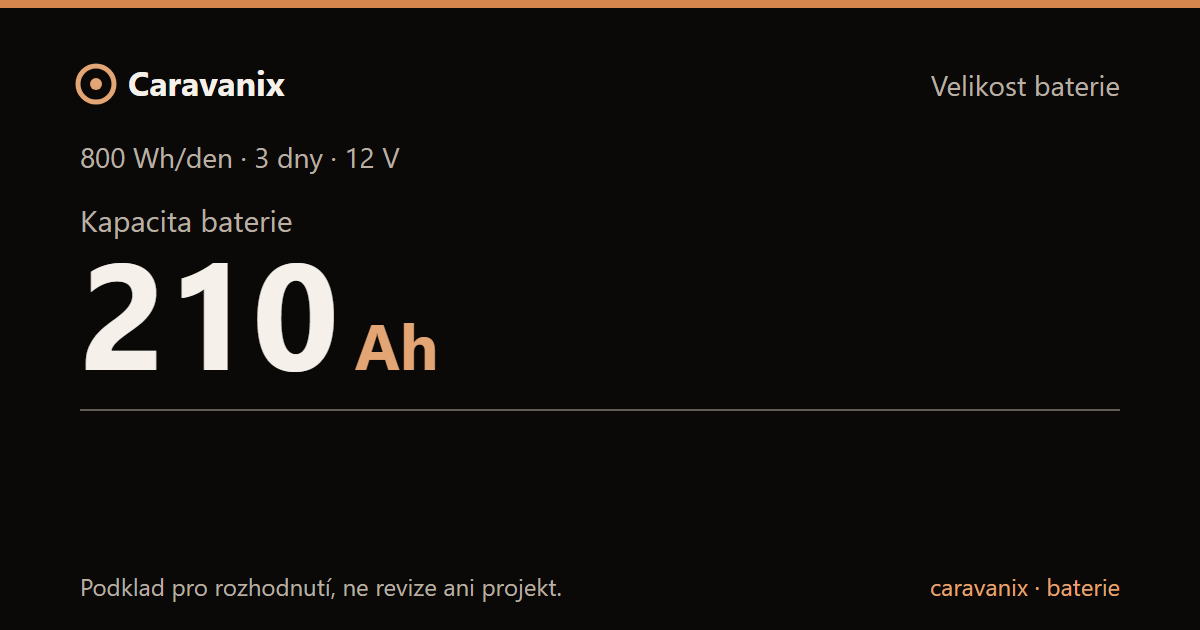 Caravanix
Velikost baterie
800 Wh/den · 3 dny · 12 V
Kapacita baterie
210 Ah
Podklad pro rozhodnutí, ne revize ani projekt.
caravanix · baterie